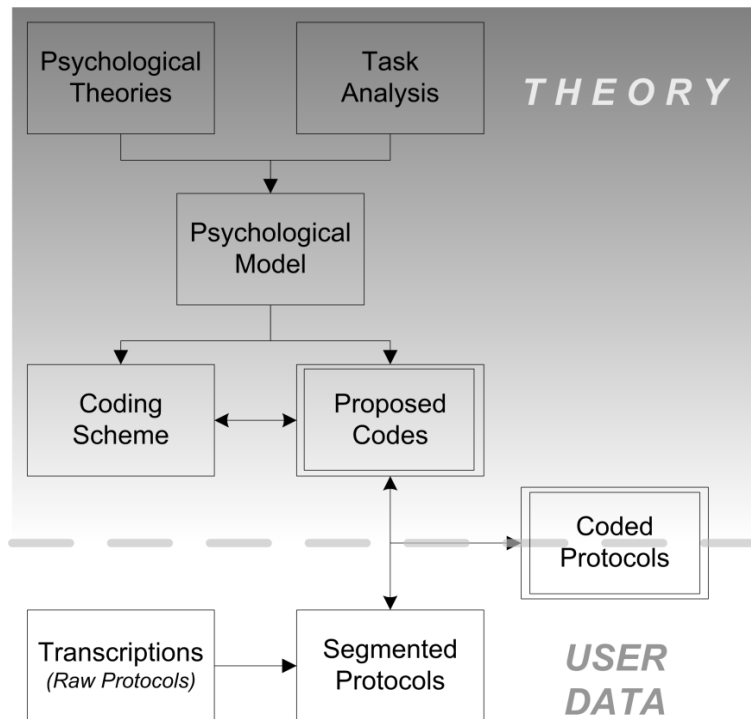 Psychological
Theories
Task
Analysis
THEORY
Psychological
Model
Coding
Scheme
Proposed
Codes
Coded
Protocols
Transcriptions
(Raw Protocols)
Segmented
Protocols
USER
DATA